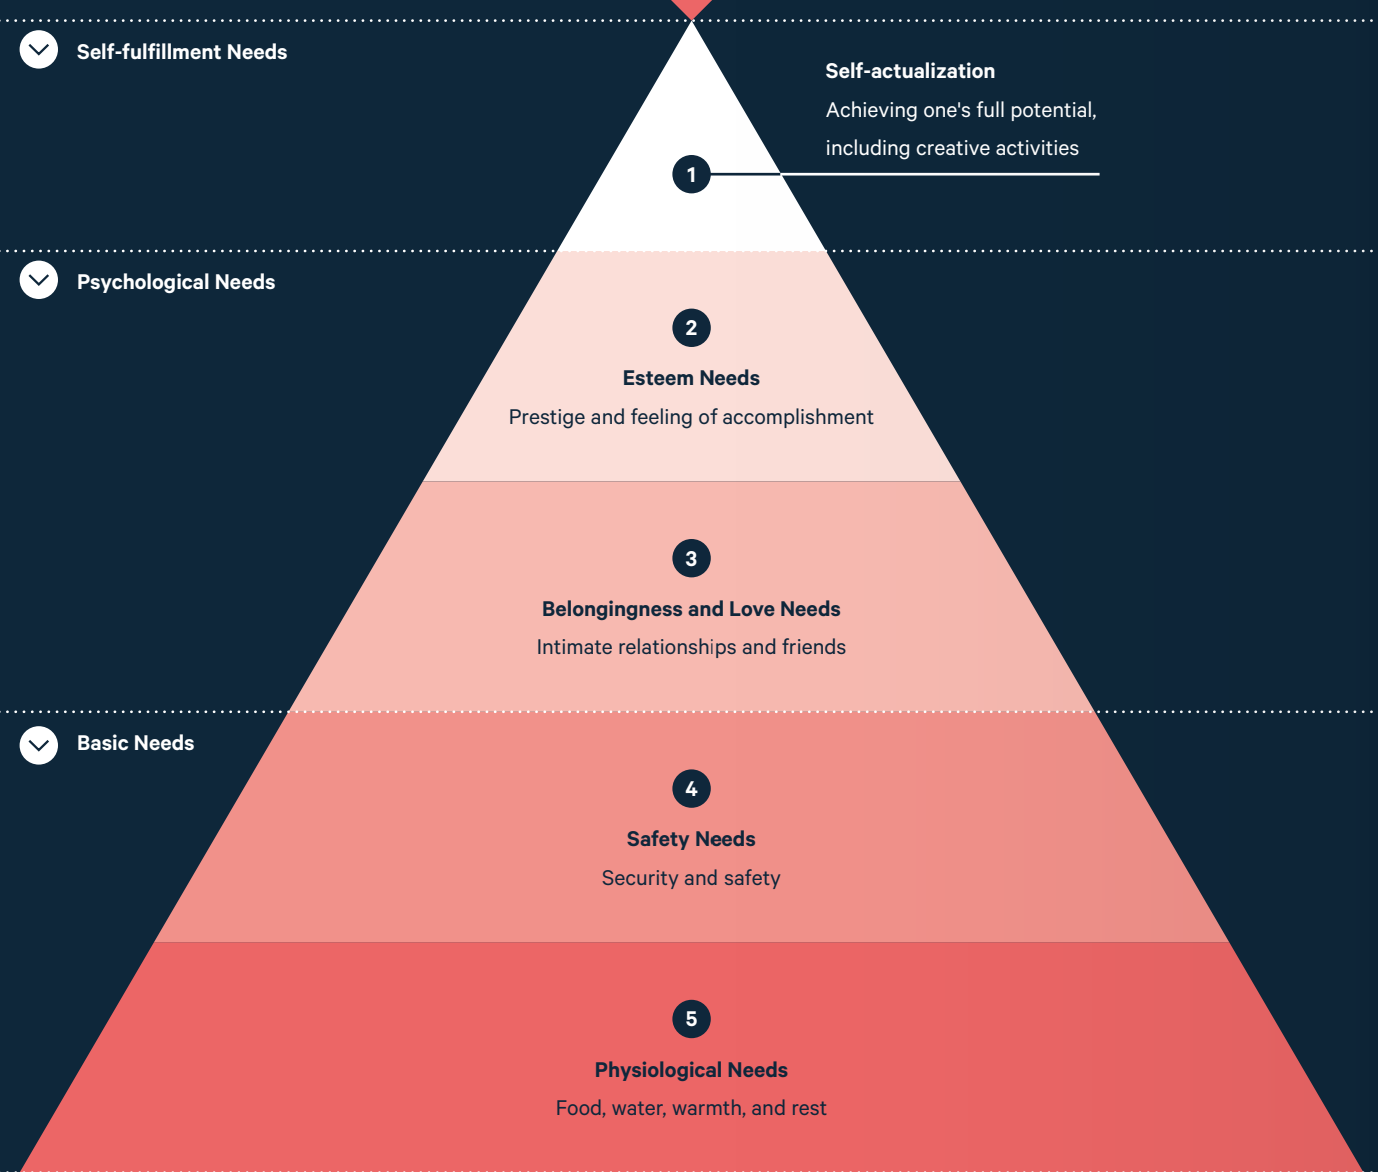 Self-fulfillment Needs
Self-actualization
Achieving one's full potential,
including creative activities
1
Psychological Needs
2
Esteem Needs
Prestige and feeling of accomplishment
3
Belongingness and Love Needs
Intimate relationships and friends
Basic Needs
4
Safety Needs
Security and safety
5
Physiological Needs
Food, water, warmth, and rest